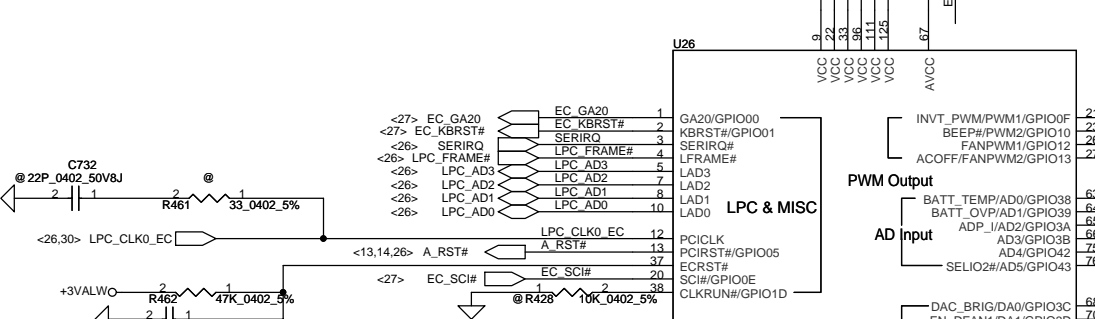 U26
9
22
33
96
111
125
67
VCC
VCC
VCC
VCC
VCC
VCC
AVCC
<27> EC_GA20 EC_GA20 1 GA20/GPIO00
<27> EC_KBRST# EC_KBRST# 2 KBRST#/GPIO01
<26> SERIRQ SERIRQ 3 SERIRQ#
<26> LPC_FRAME# LPC_FRAME# 4 LFRAME#
<26> LPC_AD3 LPC_AD3 5 LAD3
<26> LPC_AD2 LPC_AD2 7 LAD2
<26> LPC_AD1 LPC_AD1 8 LAD1
<26> LPC_AD0 LPC_AD0 10 LAD0
LPC & MISC
INVT_PWM/PWM1/GPIO0F
BEEP#/PWM2/GPIO10
FANPWM1/GPIO12
ACOFF/FANPWM2/GPIO13
PWM Output
C732
@ 22P_0402_50V8J
2 1
@
2 1
R461 33_0402_5%
BATT_TEMP/AD0/GPIO38
BATT_OVP/AD1/GPIO39
ADP_I/AD2/GPIO3A
AD Input
AD3/GPIO3B
AD4/GPIO42
SELIO2#/AD5/GPIO43
<26,30> LPC_CLK0_EC LPC_CLK0_EC 12 PCICLK
<13,14,26> A_RST# A_RST# 13 PCIRST#/GPIO05
37 ECRST#
<27> EC_SCI# EC_SCI# 20 SCI#/GPIO0E
@ R428 1 2 10K_0402_5% 38 CLKRUN#/GPIO1D
+3VALW 2 1
R462 47K_0402_5%
2 1
DAC_BRIG/DA0/GPIO3C